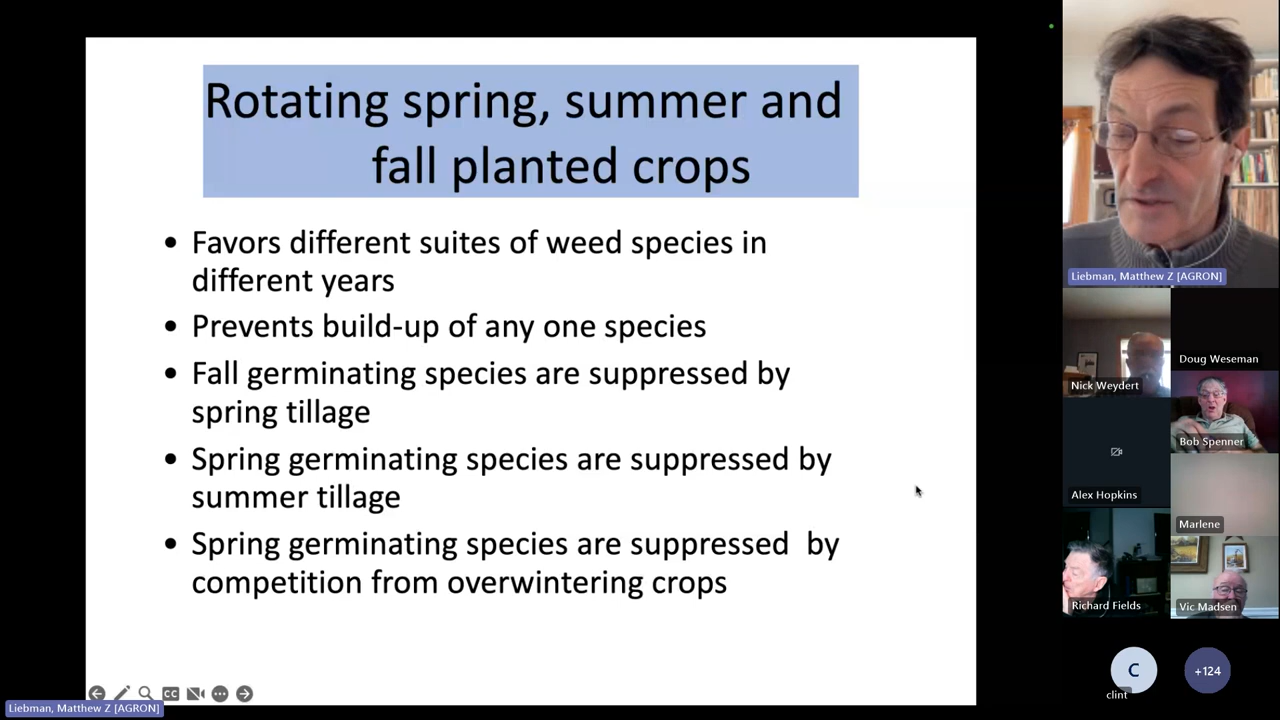 Rotating spring, summer and
fall planted crops
• Favors different suites of weed species in
different years
• Prevents build-up of any one species
• Fall germinating species are suppressed by
spring tillage
• Spring germinating species are suppressed by
summer tillage
• Spring germinating species are suppressed  by
competition from overwintering crops
CC
Liebman, Matthew Z [AGRON]
Liebman, Matthew Z [AGRON]
Nick Weydert
Doug Weseman
Bob Spenner
Alex Hopkins
Marlene
Richard Fields
Vic Madsen
C
clint
+124